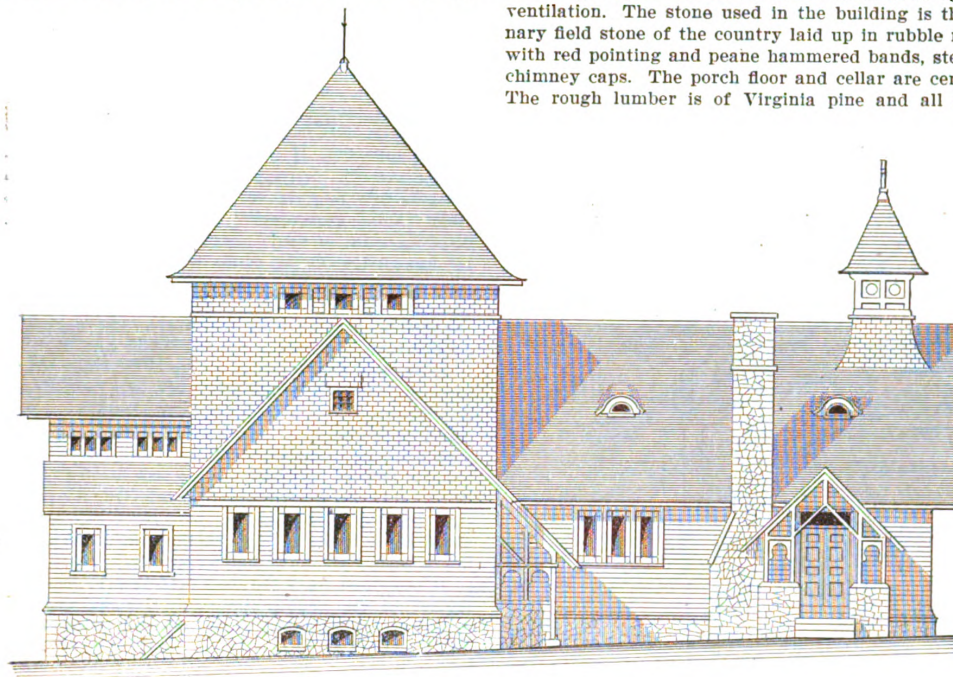 ventilation. The stone used in the building is th
nary field stone of the country laid up in rubble
with red pointing and peane hammered bands, ste
chimney caps. The porch floor and cellar are cem
The rough lumber is of Virginia pine and all